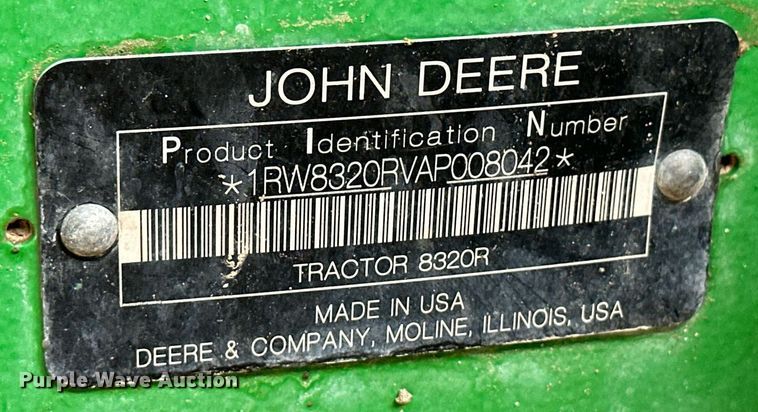 JOHN DEERE
Product Identification Number
*1RW8320RVAP008042*
TRACTOR 8320R
MADE IN USA
DEERE & COMPANY, MOLINE, ILLINOIS, USA
Purple Wave Auction